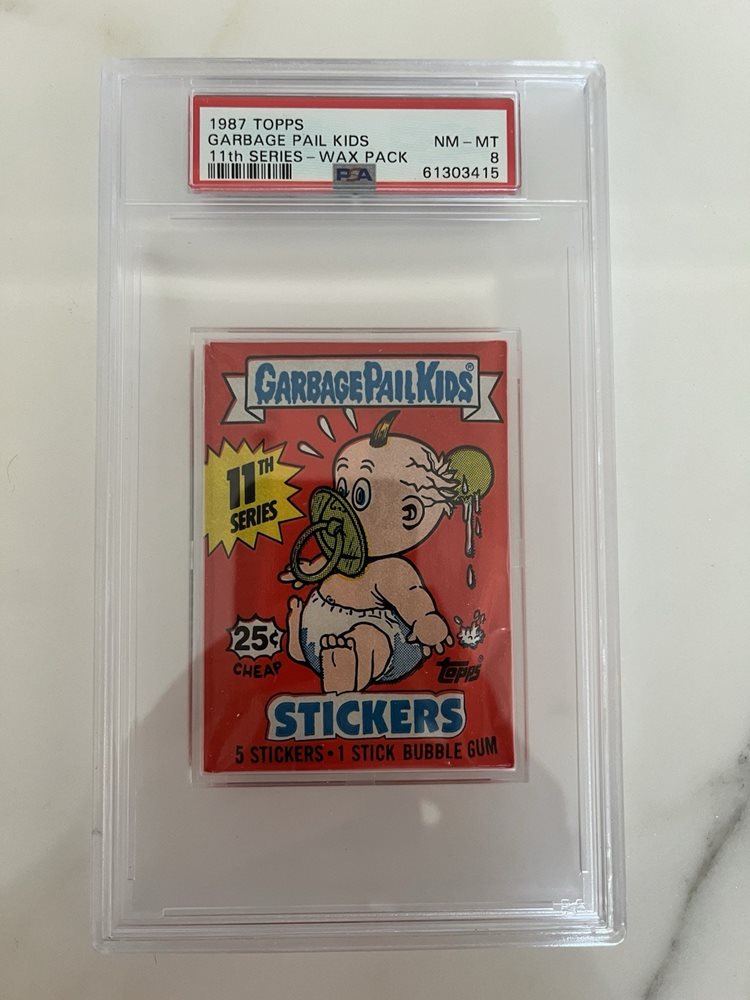 1987 TOPPS
GARBAGE PAIL KIDS NM - MT
11th SERIES - WAX PACK 8
PSA 61303415
GARBAGE PAIL KIDS®
11TH
SERIES
25¢
CHEAP
topps®
STICKERS
5 STICKERS • 1 STICK BUBBLE GUM
PSA